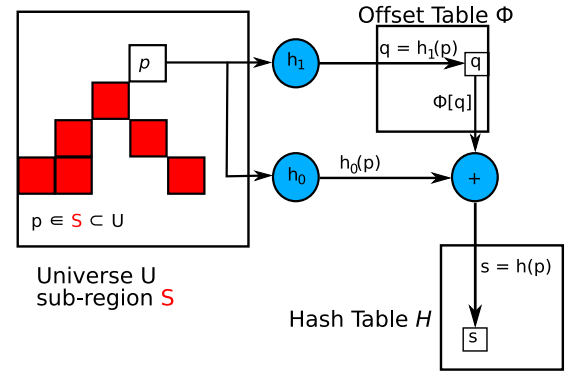 Offset Table Φ
p
h1
q = h1(p)
q
Φ[q]
h0
h0(p)
+
p ∈ S ⊂ U
s = h(p)
Universe U
sub-region S
Hash Table H
s